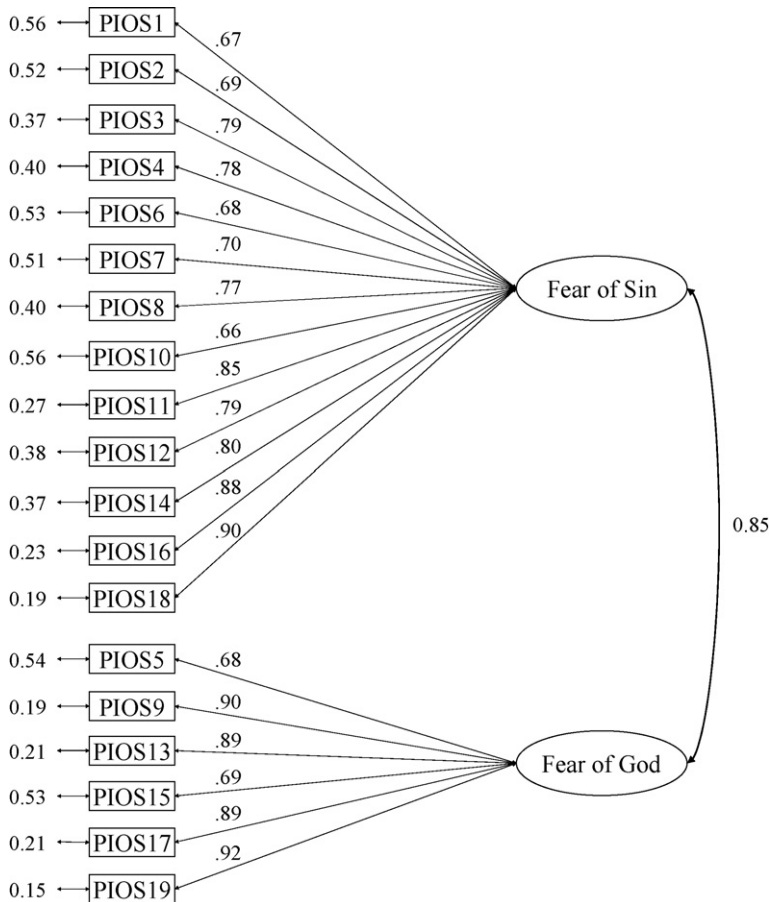 0.56 PIOS1 .67
0.52 PIOS2 .69
0.37 PIOS3 .79
0.40 PIOS4 .78
0.53 PIOS6 .68
0.51 PIOS7 .70
0.40 PIOS8 .77
0.56 PIOS10 .66
0.27 PIOS11 .85
0.38 PIOS12 .79
0.37 PIOS14 .80
0.23 PIOS16 .88
0.19 PIOS18 .90
Fear of Sin
0.85
0.54 PIOS5 .68
0.19 PIOS9 .90
0.21 PIOS13 .89
0.53 PIOS15 .69
0.21 PIOS17 .89
0.15 PIOS19 .92
Fear of God